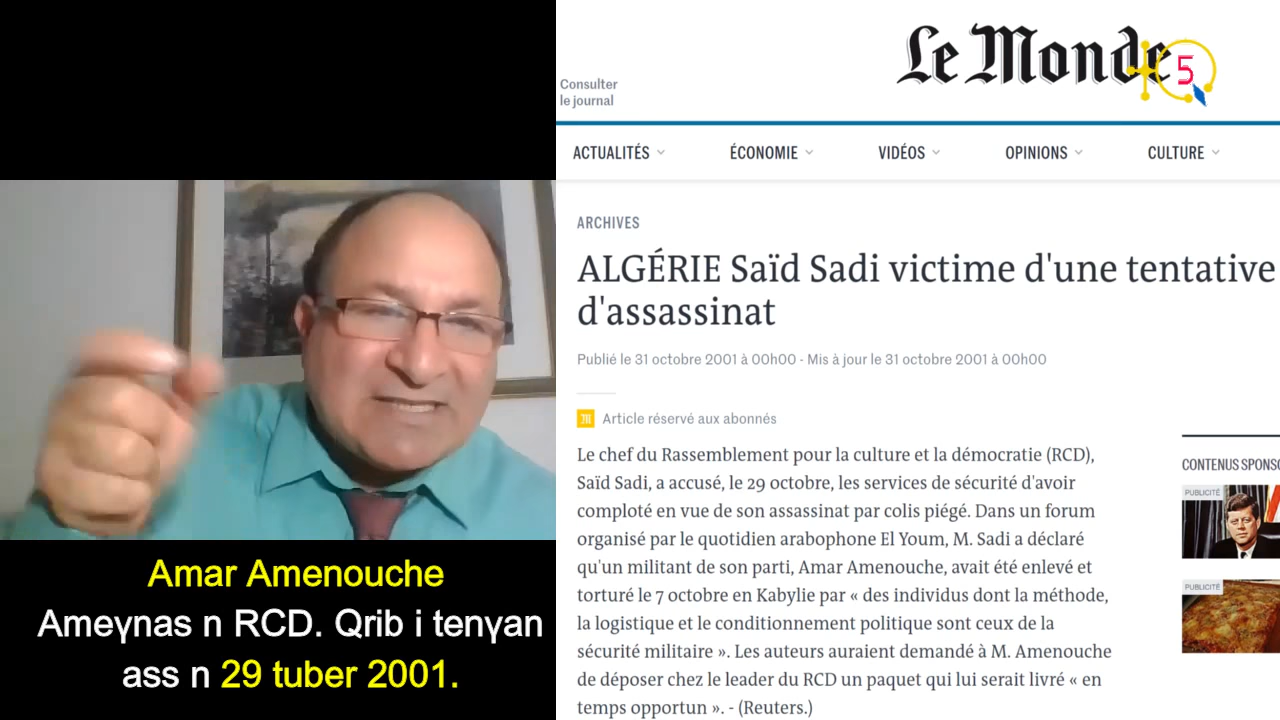 Amar Amenouche
Ameγnas n RCD. Qrib i tenγan
ass n 29 tuber 2001.
Consulter
le journal
Le Monde
5
ACTUALITÉS ÉCONOMIE VIDÉOS OPINIONS CULTURE
ARCHIVES
ALGÉRIE Saïd Sadi victime d'une tentative
d'assassinat
Publié le 31 octobre 2001 à 00h00 - Mis à jour le 31 octobre 2001 à 00h00
Article réservé aux abonnés
Le chef du Rassemblement pour la culture et la démocratie (RCD),
Saïd Sadi, a accusé, le 29 octobre, les services de sécurité d'avoir
comploté en vue de son assassinat par colis piégé. Dans un forum
organisé par le quotidien arabophone El Youm, M. Sadi a déclaré
qu'un militant de son parti, Amar Amenouche, avait été enlevé et
torturé le 7 octobre en Kabylie par « des individus dont la méthode,
la logistique et le conditionnement politique sont ceux de la
sécurité militaire ». Les auteurs auraient demandé à M. Amenouche
de déposer chez le leader du RCD un paquet qui lui serait livré « en
temps opportun ». - (Reuters.)
CONTENUS SPONSO
PUBLICITÉ
PUBLICITÉ